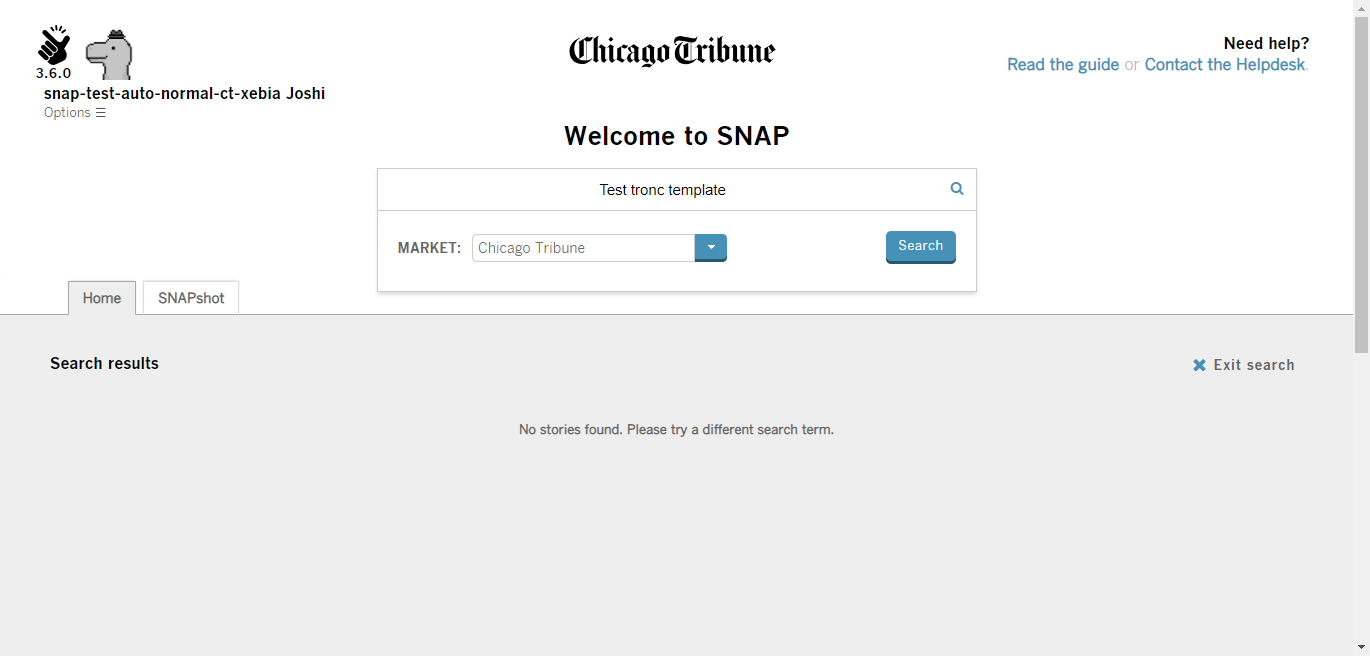 3.6.0
snap-test-auto-normal-ct-xebia Joshi
Options ☰
Chicago Tribune
Need help?
Read the guide or Contact the Helpdesk.
Welcome to SNAP
Test tronc template
MARKET: Chicago Tribune Search
Home SNAPshot
Search results
Exit search
No stories found. Please try a different search term.